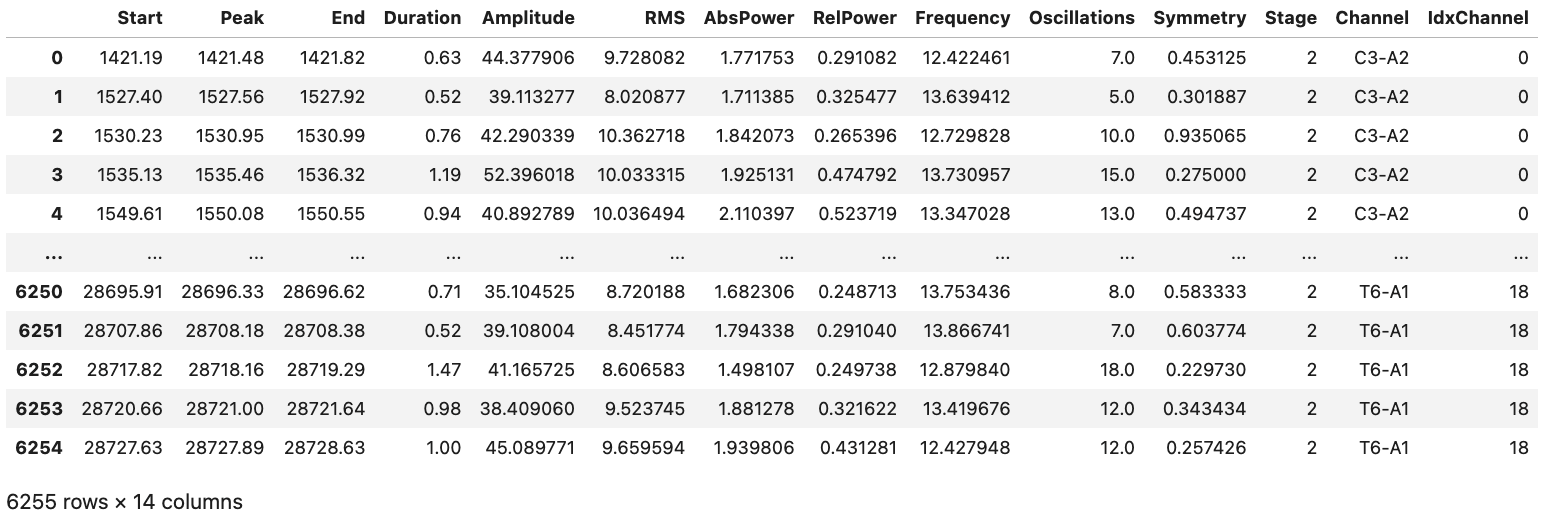 Start Peak End Duration Amplitude RMS AbsPower RelPower Frequency Oscillations Symmetry Stage Channel IdxChannel
0 1421.19 1421.48 1421.82 0.63 44.377906 9.728082 1.771753 0.291082 12.422461 7.0 0.453125 2 C3-A2 0
1 1527.40 1527.56 1527.92 0.52 39.113277 8.020877 1.711385 0.325477 13.639412 5.0 0.301887 2 C3-A2 0
2 1530.23 1530.95 1530.99 0.76 42.290339 10.362718 1.842073 0.265396 12.729828 10.0 0.935065 2 C3-A2 0
3 1535.13 1535.46 1536.32 1.19 52.396018 10.033315 1.925131 0.474792 13.730957 15.0 0.275000 2 C3-A2 0
4 1549.61 1550.08 1550.55 0.94 40.892789 10.036494 2.110397 0.523719 13.347028 13.0 0.494737 2 C3-A2 0
... ... ... ... ... ... ... ... ... ... ... ... ... ... ...
6250 28695.91 28696.33 28696.62 0.71 35.104525 8.720188 1.682306 0.248713 13.753436 8.0 0.583333 2 T6-A1 18
6251 28707.86 28708.18 28708.38 0.52 39.108004 8.451774 1.794338 0.291040 13.866741 7.0 0.603774 2 T6-A1 18
6252 28717.82 28718.16 28719.29 1.47 41.165725 8.606583 1.498107 0.249738 12.879840 18.0 0.229730 2 T6-A1 18
6253 28720.66 28721.00 28721.64 0.98 38.409060 9.523745 1.881278 0.321622 13.419676 12.0 0.343434 2 T6-A1 18
6254 28727.63 28727.89 28728.63 1.00 45.089771 9.659594 1.939806 0.431281 12.427948 12.0 0.257426 2 T6-A1 18
6255 rows × 14 columns